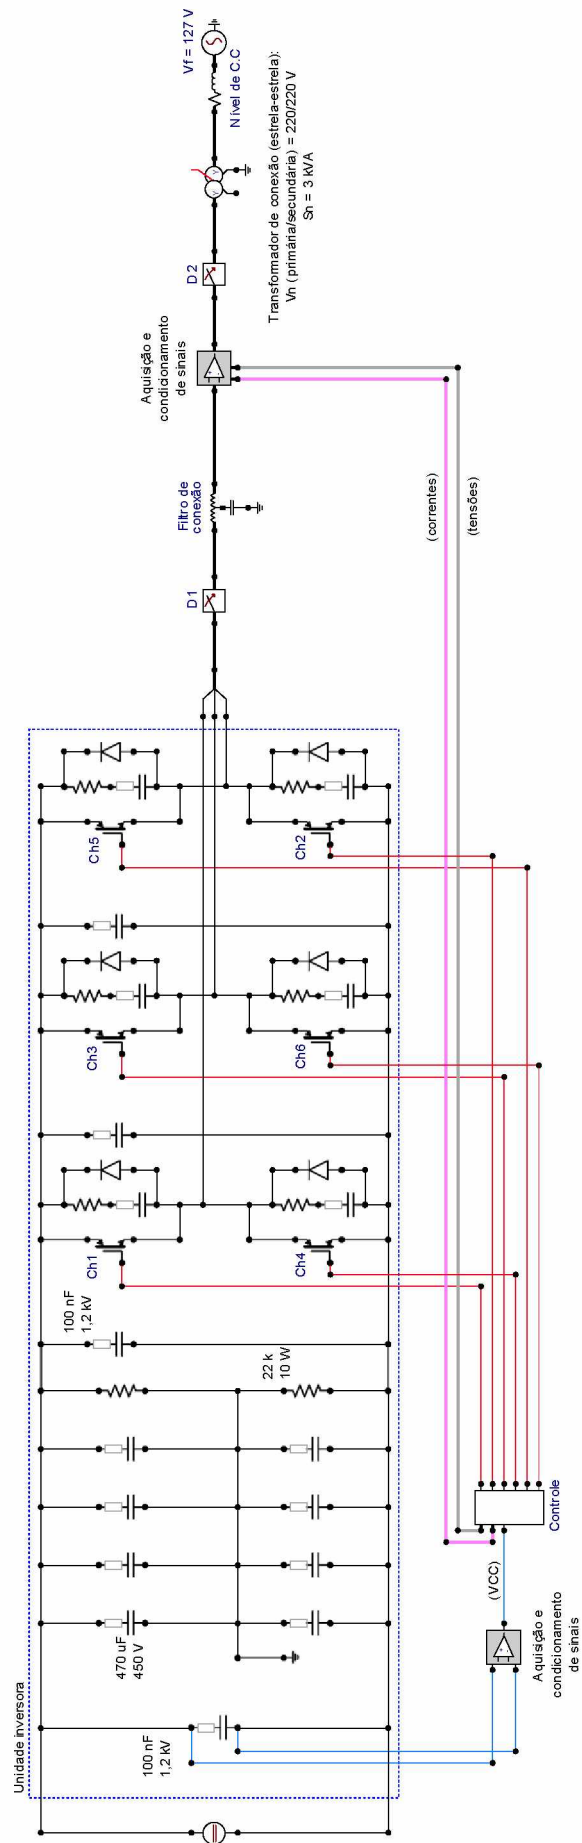 Unidade inversora
100 nF
1,2 kV
470 uF
450 V
22 k
10 W
100 nF
1,2 kV
Ch1
Ch4
Ch3
Ch6
Ch5
Ch2
D1
Filtro de
conexão
Aquisição e
condicionamento
de sinais
D2
Transformador de conexão (estrela-estrela):
Vn (primária/secundária) = 220/220 V
Sn = 3 kVA
Y
Y
Nível de C.C
Vf = 127 V
(correntes)
(tensões)
(VCC)
Controle
Aquisição e
condicionamento
de sinais